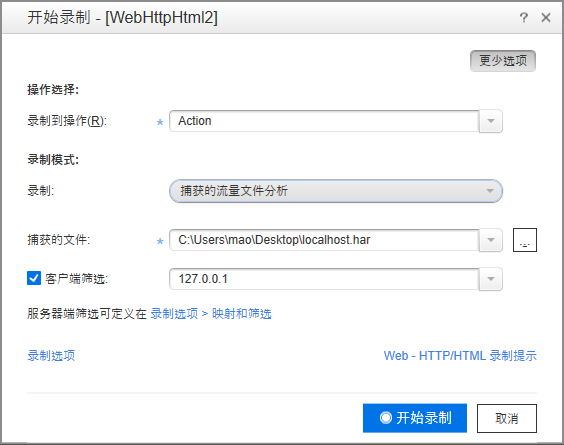 开始录制 - [WebHttpHtml2]
更少选项
操作选择:
录制到操作(R): * Action
录制模式:
录制: 捕获的流量文件分析
捕获的文件: * C:\Users\mao\Desktop\localhost.har ...
客户端筛选: 127.0.0.1
服务器端筛选可定义在 录制选项 > 映射和筛选
录制选项 Web - HTTP/HTML 录制提示
开始录制 取消